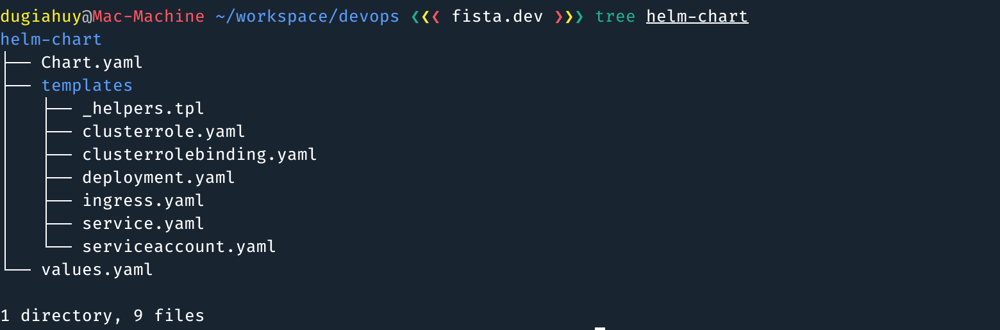 dugiahuy@Mac-Machine ~/workspace/devops ❮❮❮ fista.dev ❯❯❯ tree helm-chart
helm-chart
├── Chart.yaml
├── templates
│   ├── _helpers.tpl
│   ├── clusterrole.yaml
│   ├── clusterrolebinding.yaml
│   ├── deployment.yaml
│   ├── ingress.yaml
│   ├── service.yaml
│   └── serviceaccount.yaml
└── values.yaml

1 directory, 9 files